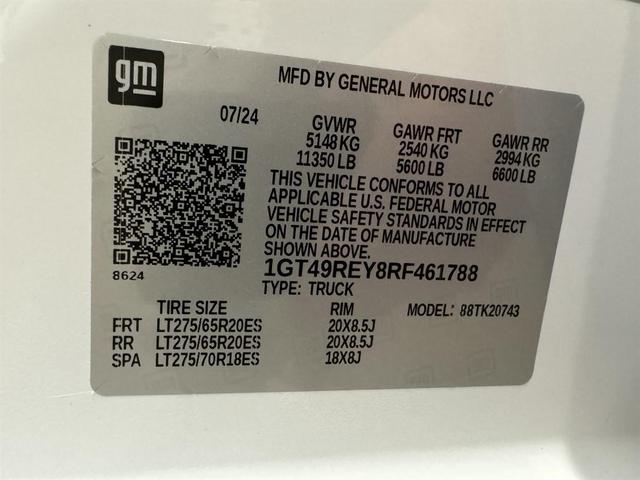 gm
MFD BY GENERAL MOTORS LLC
07/24
GVWR
5148 KG
11350 LB
GAWR FRT
2540 KG
5600 LB
GAWR RR
2994 KG
6600 LB
THIS VEHICLE CONFORMS TO ALL
APPLICABLE U.S. FEDERAL MOTOR
VEHICLE SAFETY STANDARDS IN EFFECT
ON THE DATE OF MANUFACTURE
SHOWN ABOVE.
8624
1GT49REY8RF461788
TYPE: TRUCK
TIRE SIZE RIM MODEL: 88TK20743
FRT LT275/65R20ES 20X8.5J
RR LT275/65R20ES 20X8.5J
SPA LT275/70R18ES 18X8J